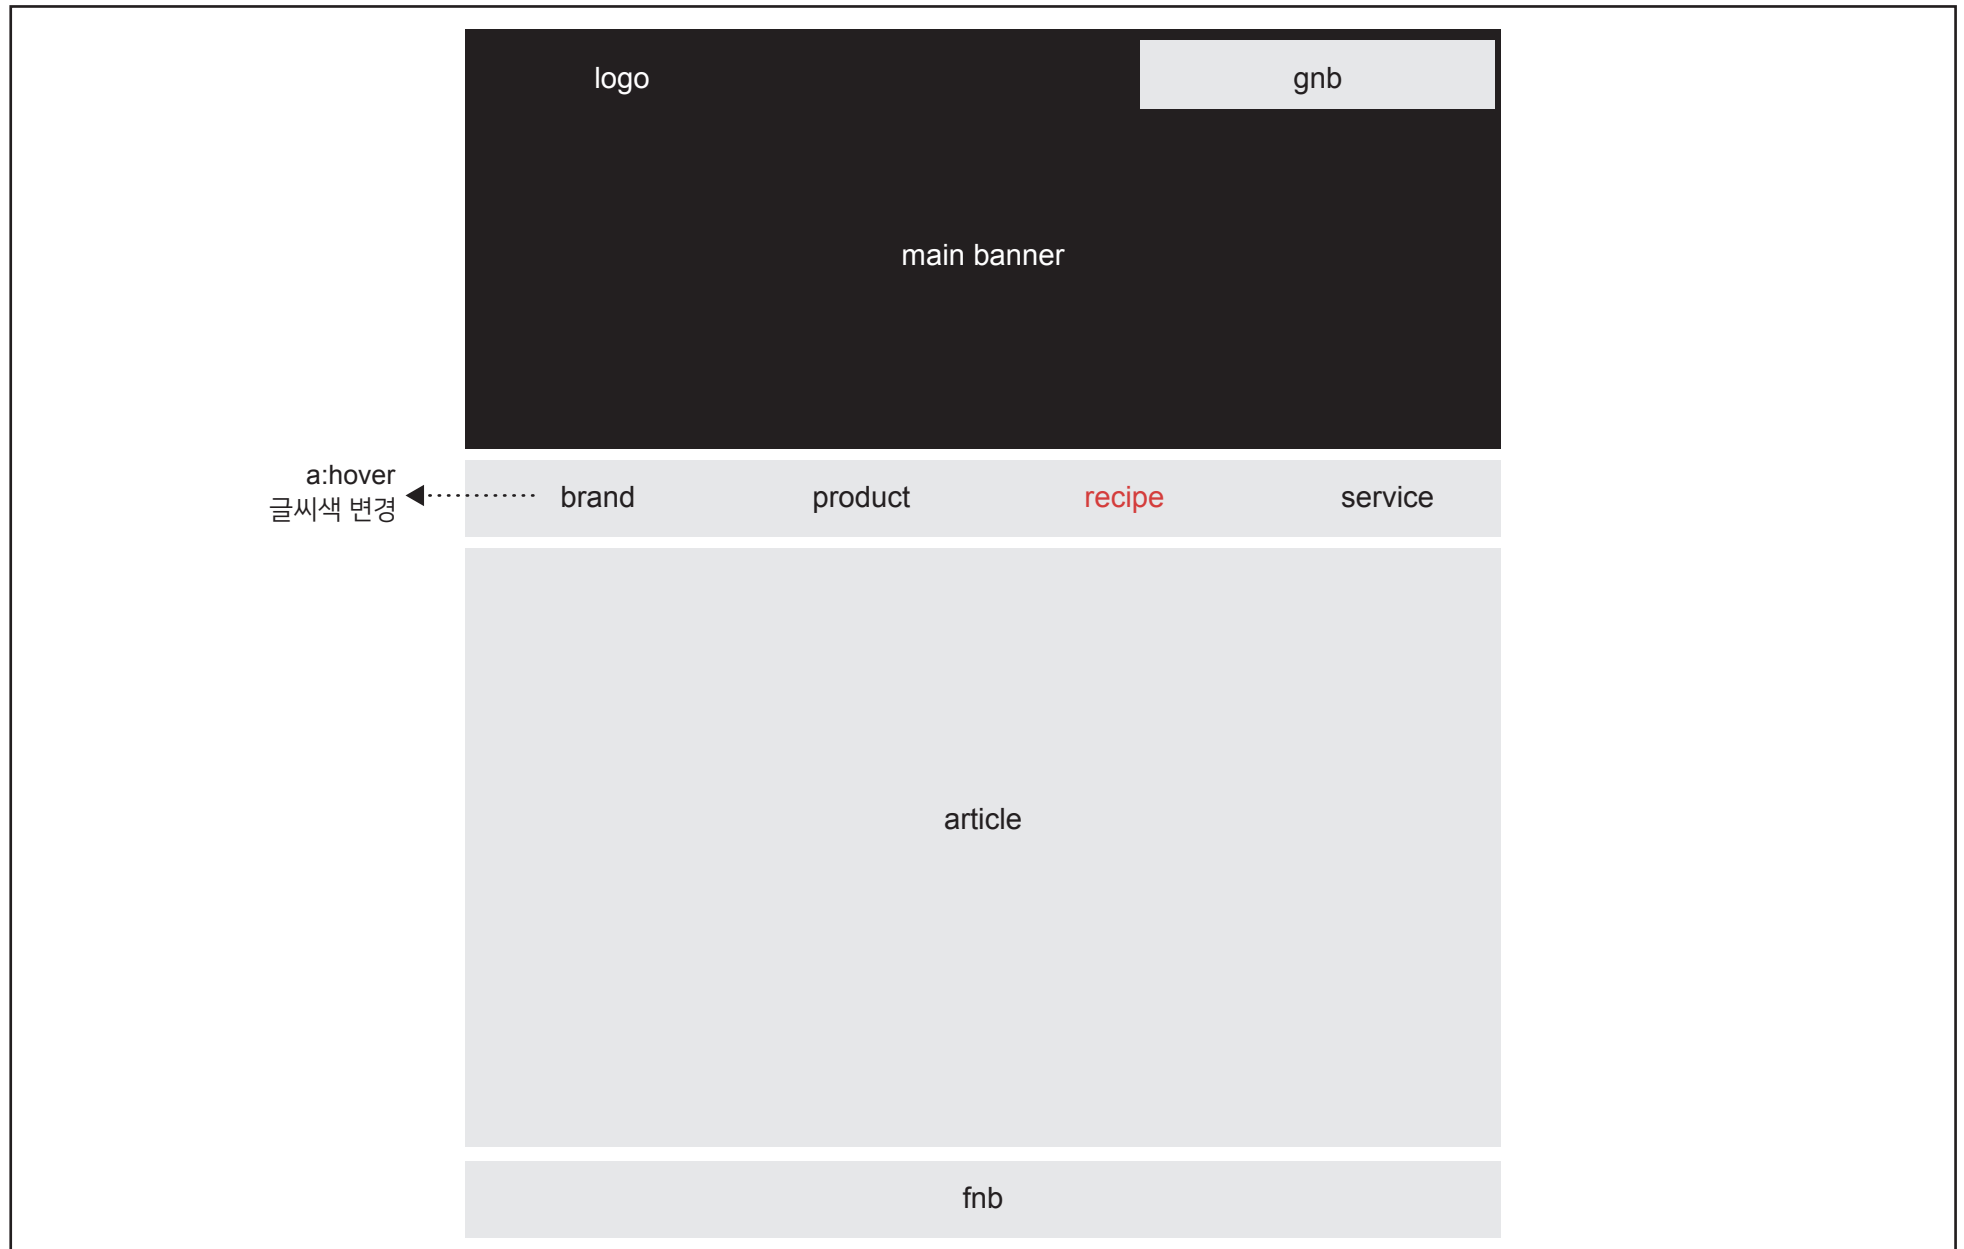 logo
gnb
main banner
a:hover
글씨색 변경
brand product recipe service
article
fnb